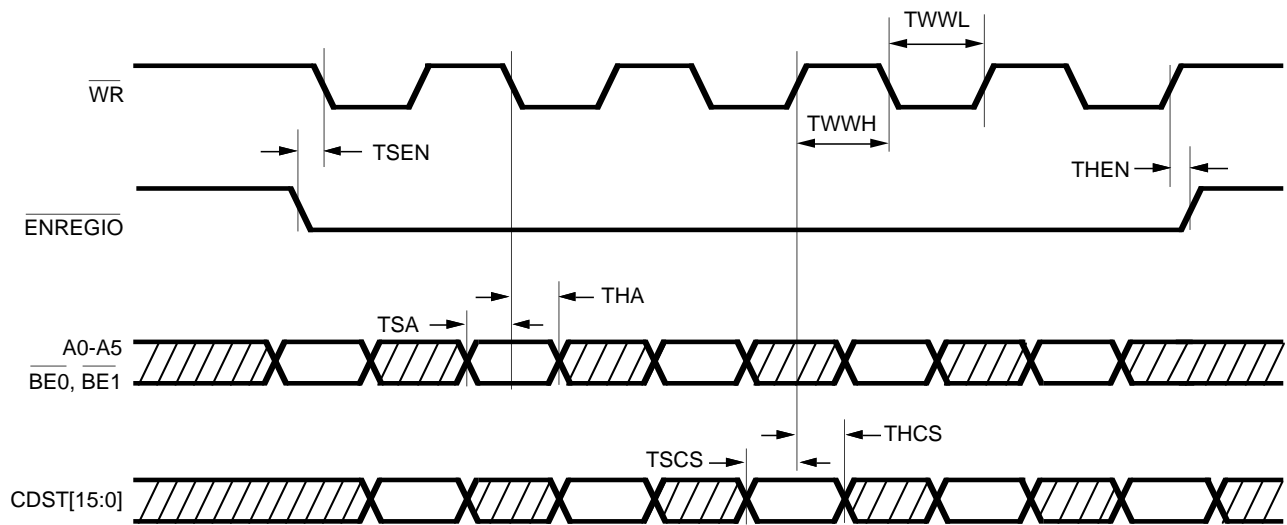 TWWL
WR
TWWH
TSEN
THEN
ENREGIO
THA
TSA
A0-A5
BE0, BE1
THCS
TSCS
CDST[15:0]